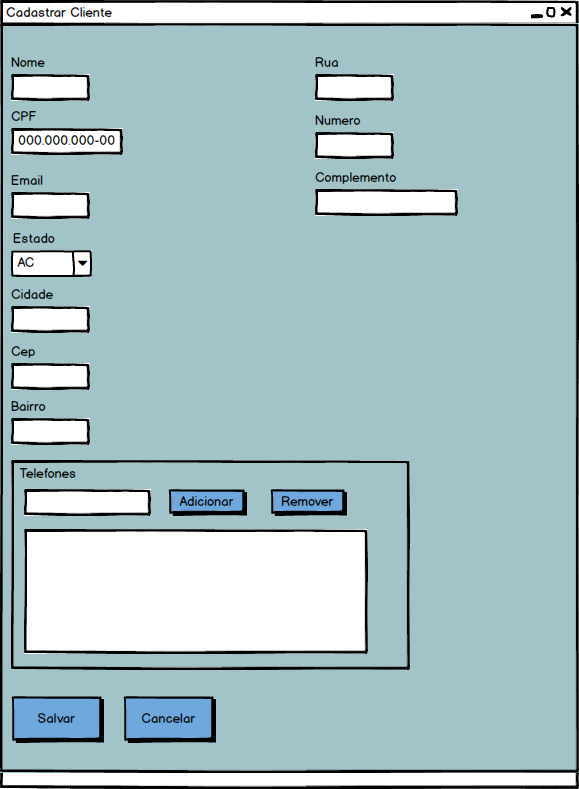 Cadastrar Cliente
Nome
Rua
CPF
000.000.000-00
Numero
Email
Complemento
Estado
AC
Cidade
Cep
Bairro
Telefones
Adicionar
Remover
Salvar
Cancelar